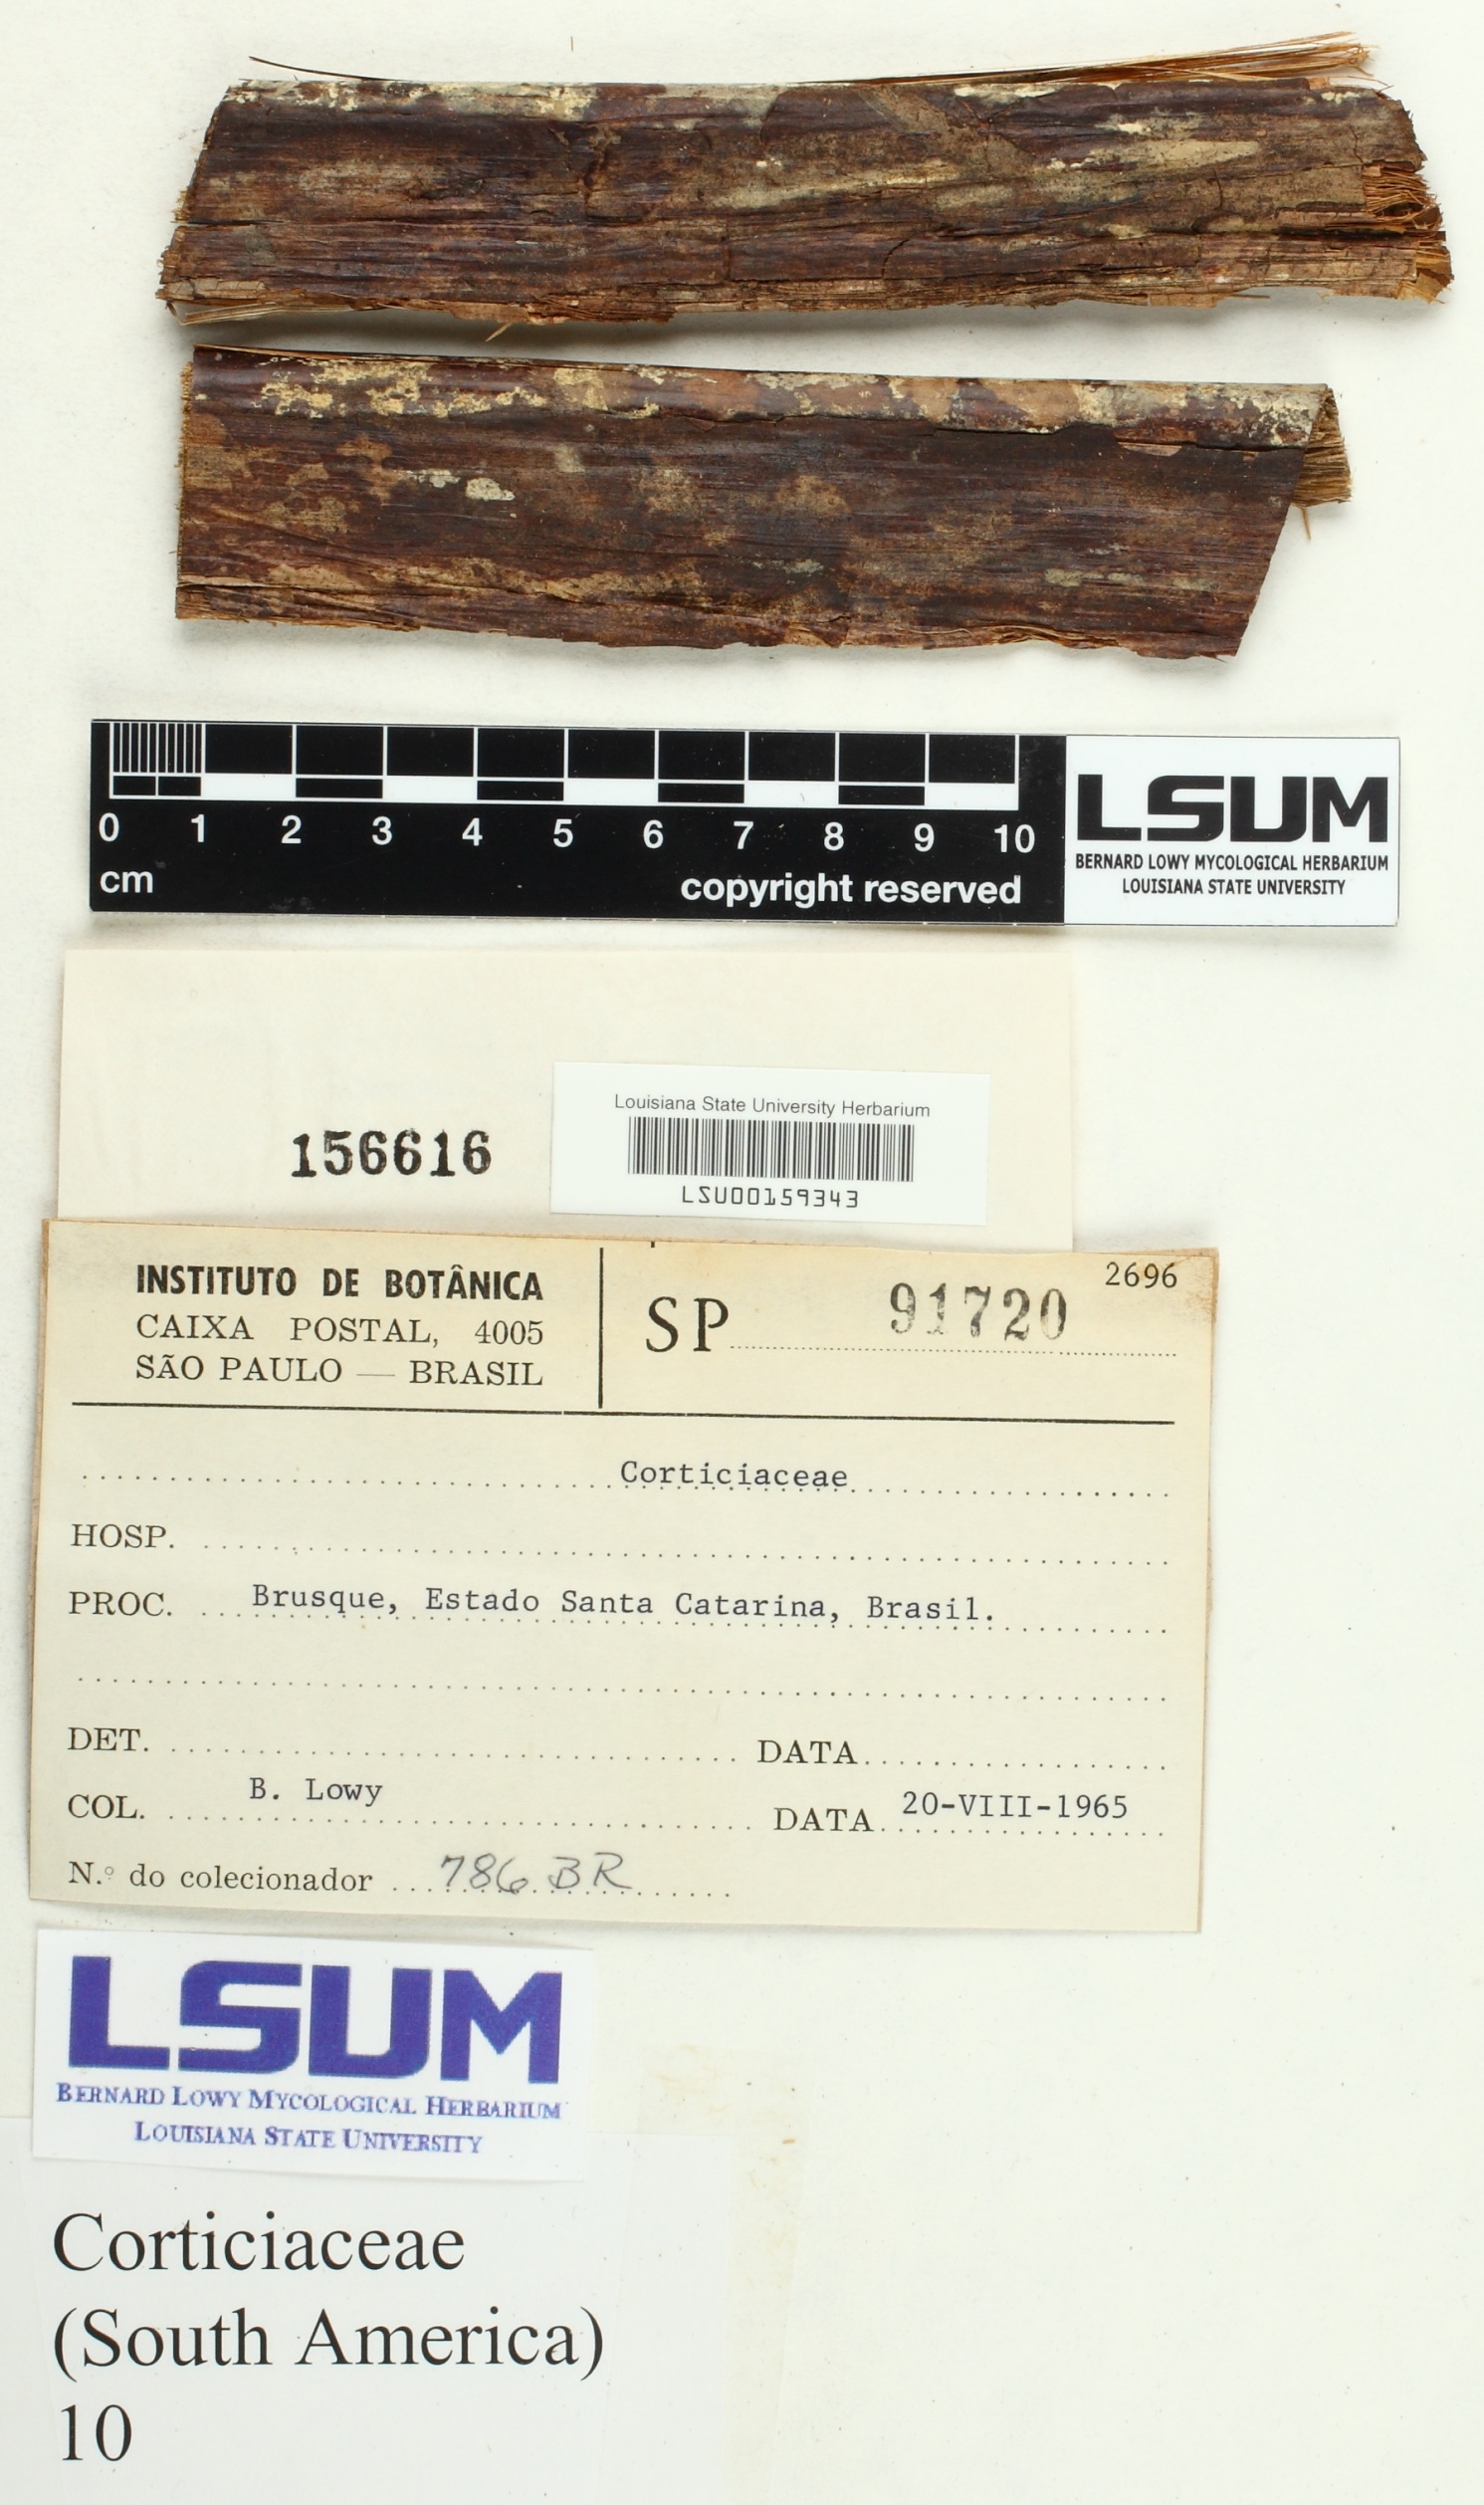 0 1 2 3 4 5 6 7 8 9 10
cm
copyright reserved
LSUM
BERNARD LOWY MYCOLOGICAL HERBARIUM
LOUISIANA STATE UNIVERSITY
156616
Louisiana State University Herbarium
LSU00159343
INSTITUTO DE BOTÂNICA
CAIXA POSTAL, 4005
SÃO PAULO — BRASIL
2696
SP 91720
Corticiaceae
HOSP.
PROC. Brusque, Estado Santa Catarina, Brasil.
DET. DATA
COL. B. Lowy DATA 20-VIII-1965
N.º do colecionador 786 BR
LSUM
BERNARD LOWY MYCOLOGICAL HERBARIUM
LOUISIANA STATE UNIVERSITY
Corticiaceae
(South America)
10